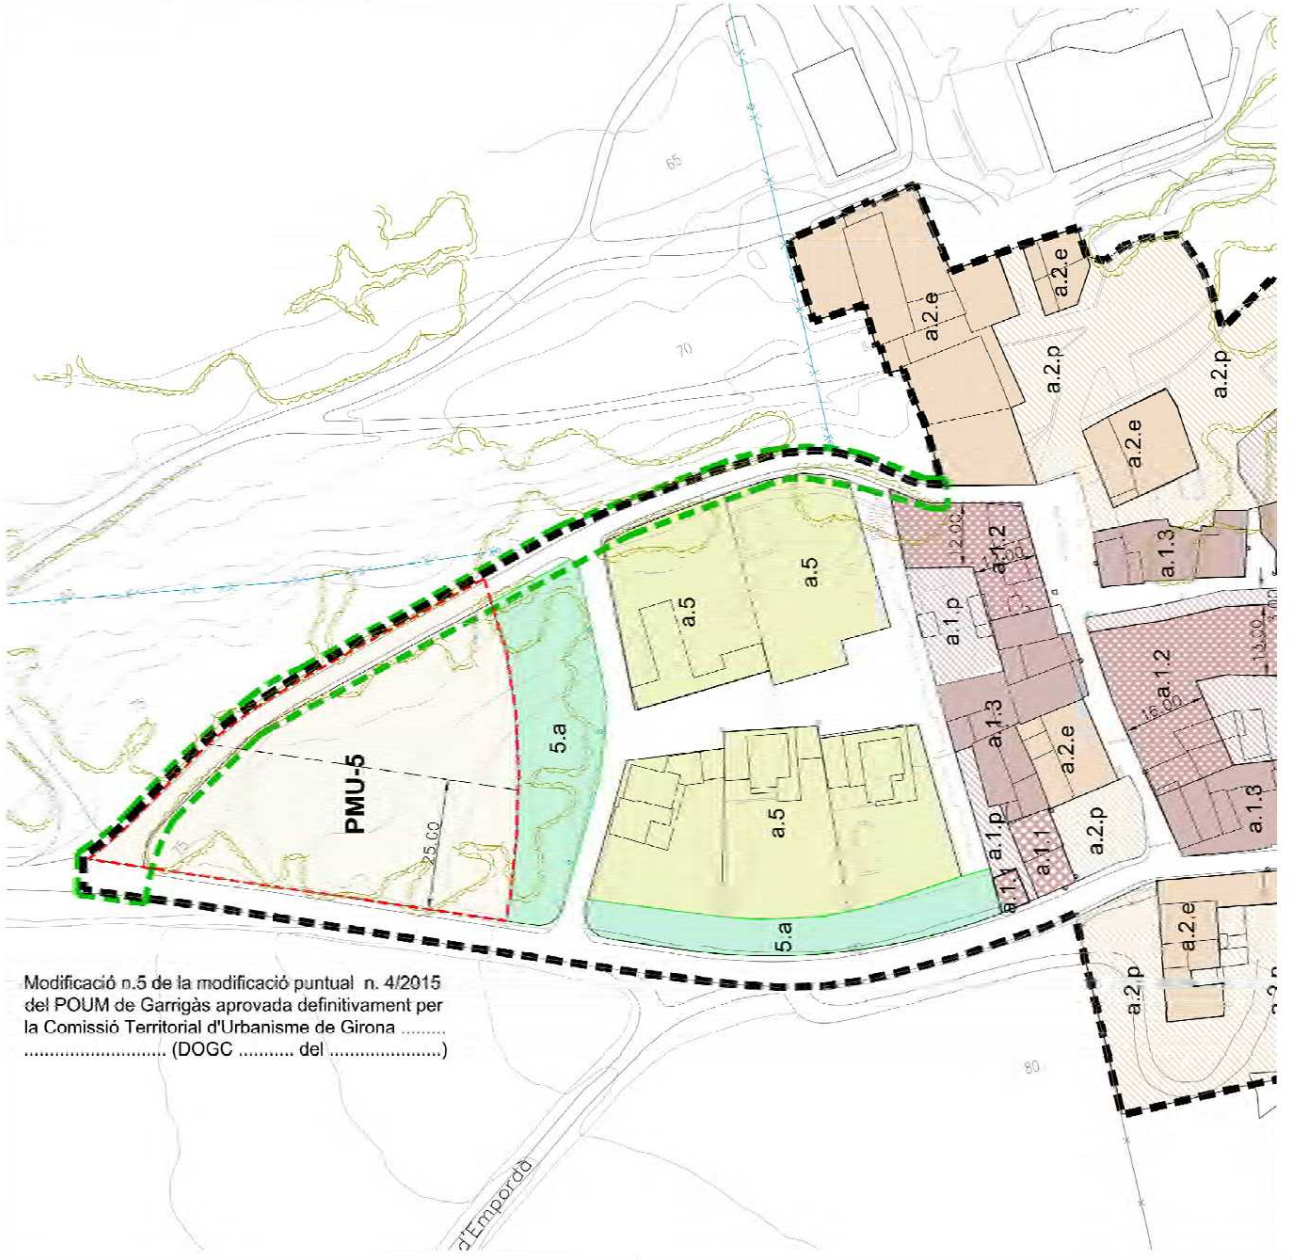 65
70
a.2.e
a.2.e
a.2.p
a.2.p
a.2.e
12.00
a.1.2
a.1.3
a.5
a.5
a.1.p
10.00
3.00
a.1.2
16.00
5.a
PMU-5
75
25.00
a.1.3
a.2.e
a.5
a.1.p
a.1.1
a.1.1
a.2.p
a.1.3
5.a
a.2.e
a.2.p
Modificació n.5 de la modificació puntual n. 4/2015
del POUM de Garrigàs aprovada definitivament per
la Comissió Territorial d'Urbanisme de Girona .........
............................ (DOGC ........... del ......................)
80
d'Empordà